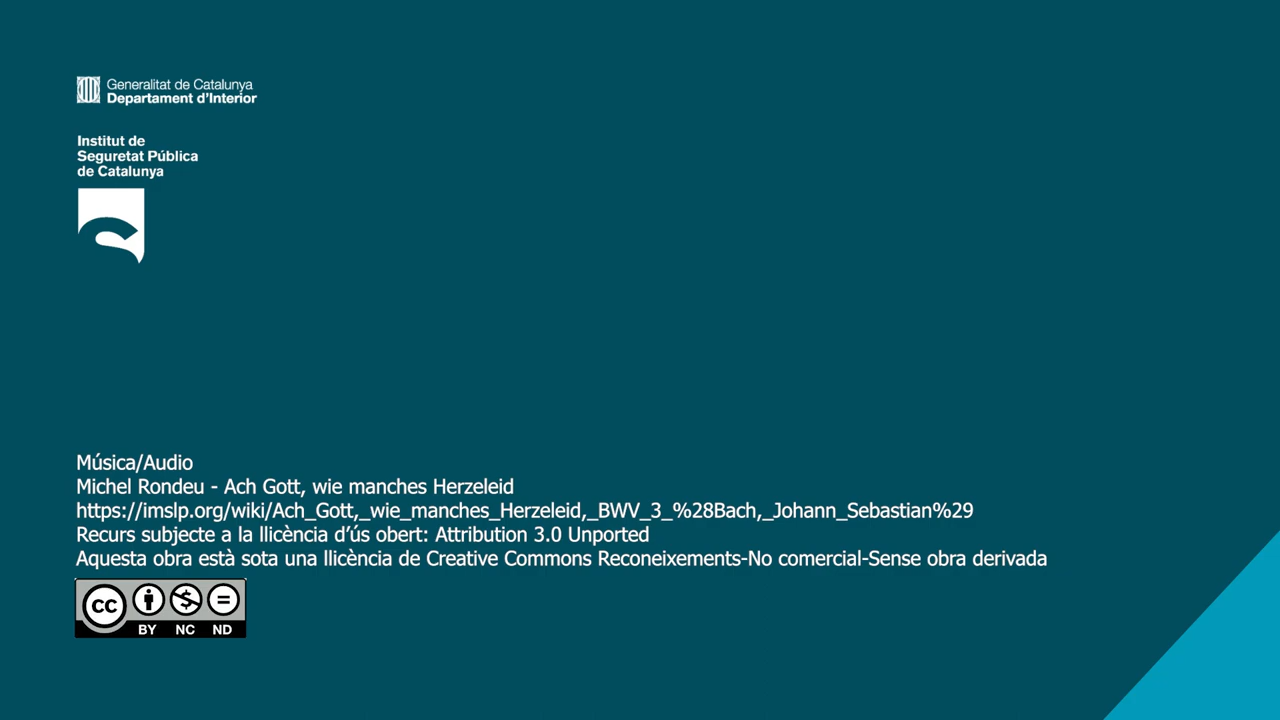 Generalitat de Catalunya
Departament d'Interior
Institut de
Seguretat Pública
de Catalunya
Música/Audio
Michel Rondeu - Ach Gott, wie manches Herzeleid
https://imslp.org/wiki/Ach_Gott,_wie_manches_Herzeleid,_BWV_3_%28Bach,_Johann_Sebastian%29
Recurs subjecte a la llicència d’ús obert: Attribution 3.0 Unported
Aquesta obra està sota una llicència de Creative Commons Reconeixements-No comercial-Sense obra derivada
cc
BY NC ND